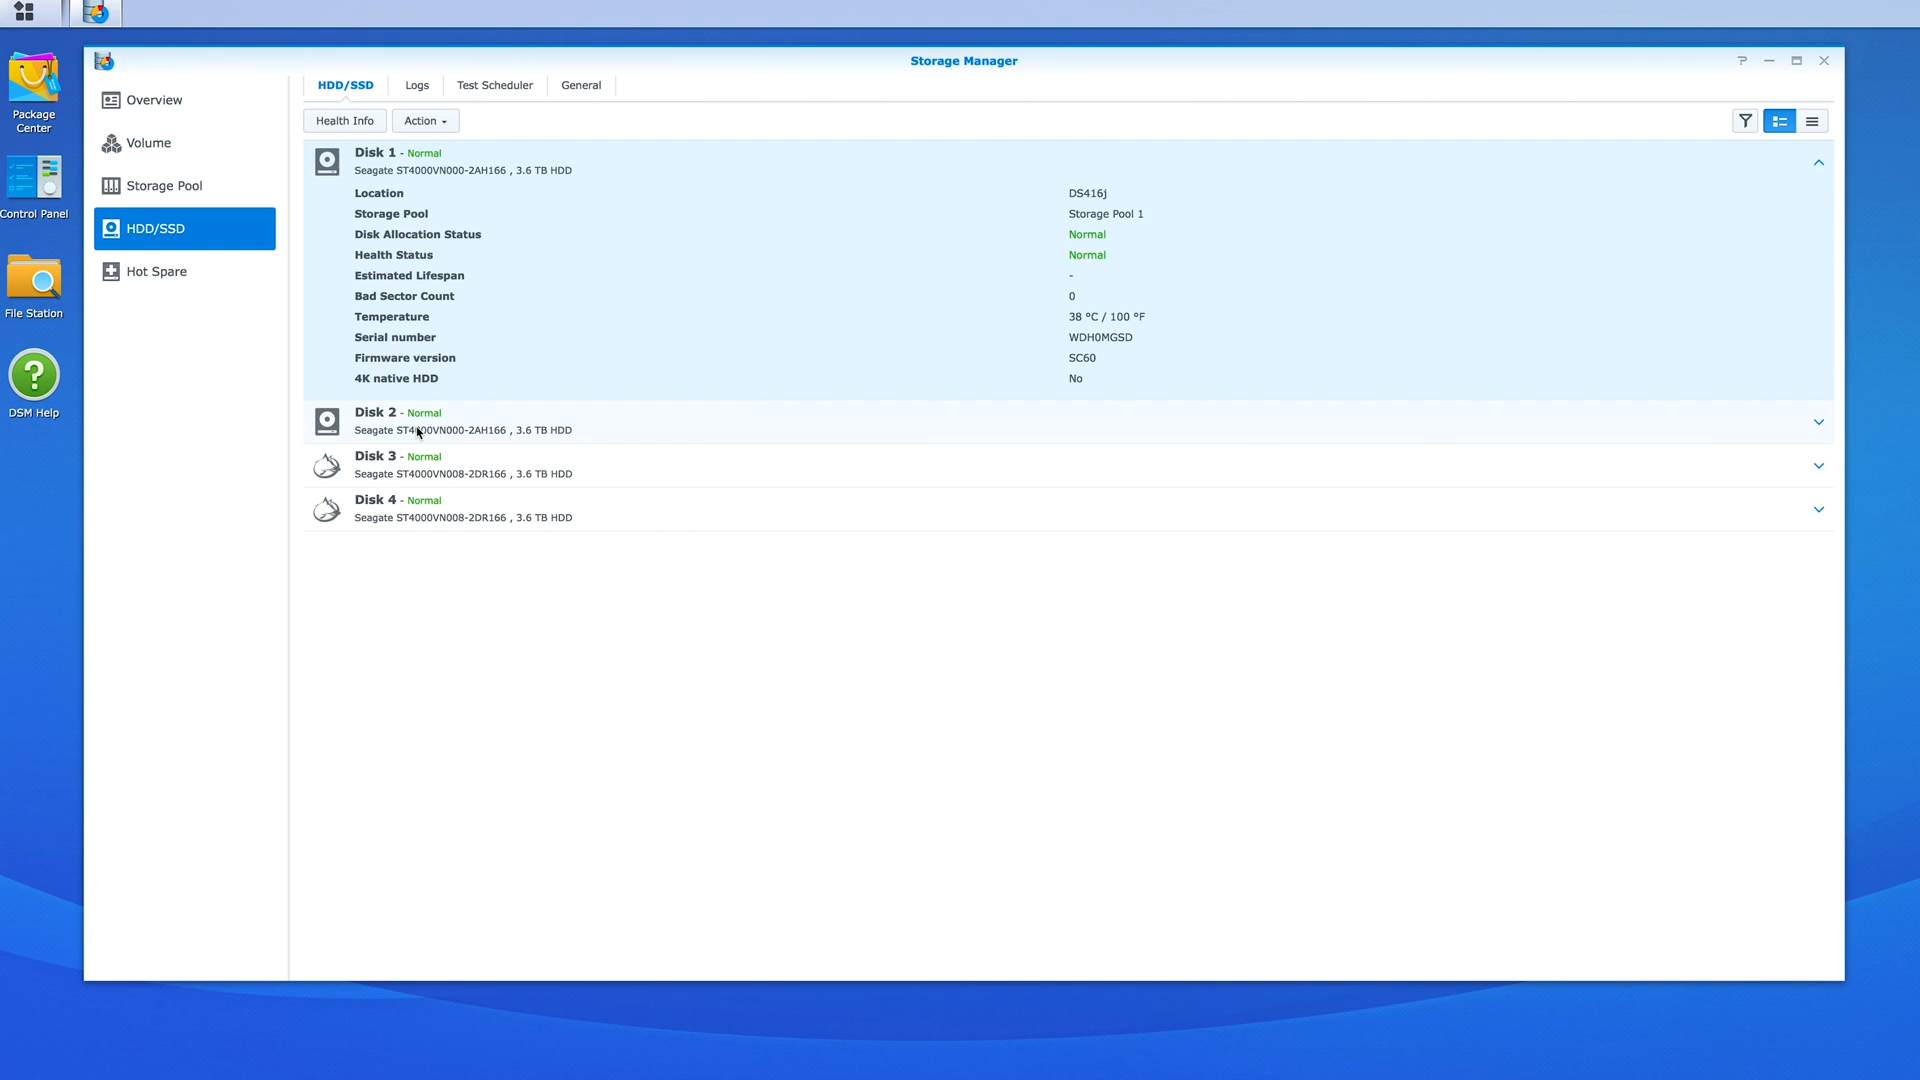 Storage Manager
Package
Center
Control Panel
File Station
DSM Help
Overview
Volume
Storage Pool
HDD/SSD
Hot Spare
HDD/SSD
Logs
Test Scheduler
General
Health Info
Action
Disk 1 - Normal
Seagate ST4000VN000-2AH166 , 3.6 TB HDD
Location DS416j
Storage Pool Storage Pool 1
Disk Allocation Status Normal
Health Status Normal
Estimated Lifespan -
Bad Sector Count 0
Temperature 38 °C / 100 °F
Serial number WDH0MGSD
Firmware version SC60
4K native HDD No
Disk 2 - Normal
Seagate ST4000VN000-2AH166 , 3.6 TB HDD
Disk 3 - Normal
Seagate ST4000VN008-2DR166 , 3.6 TB HDD
Disk 4 - Normal
Seagate ST4000VN008-2DR166 , 3.6 TB HDD